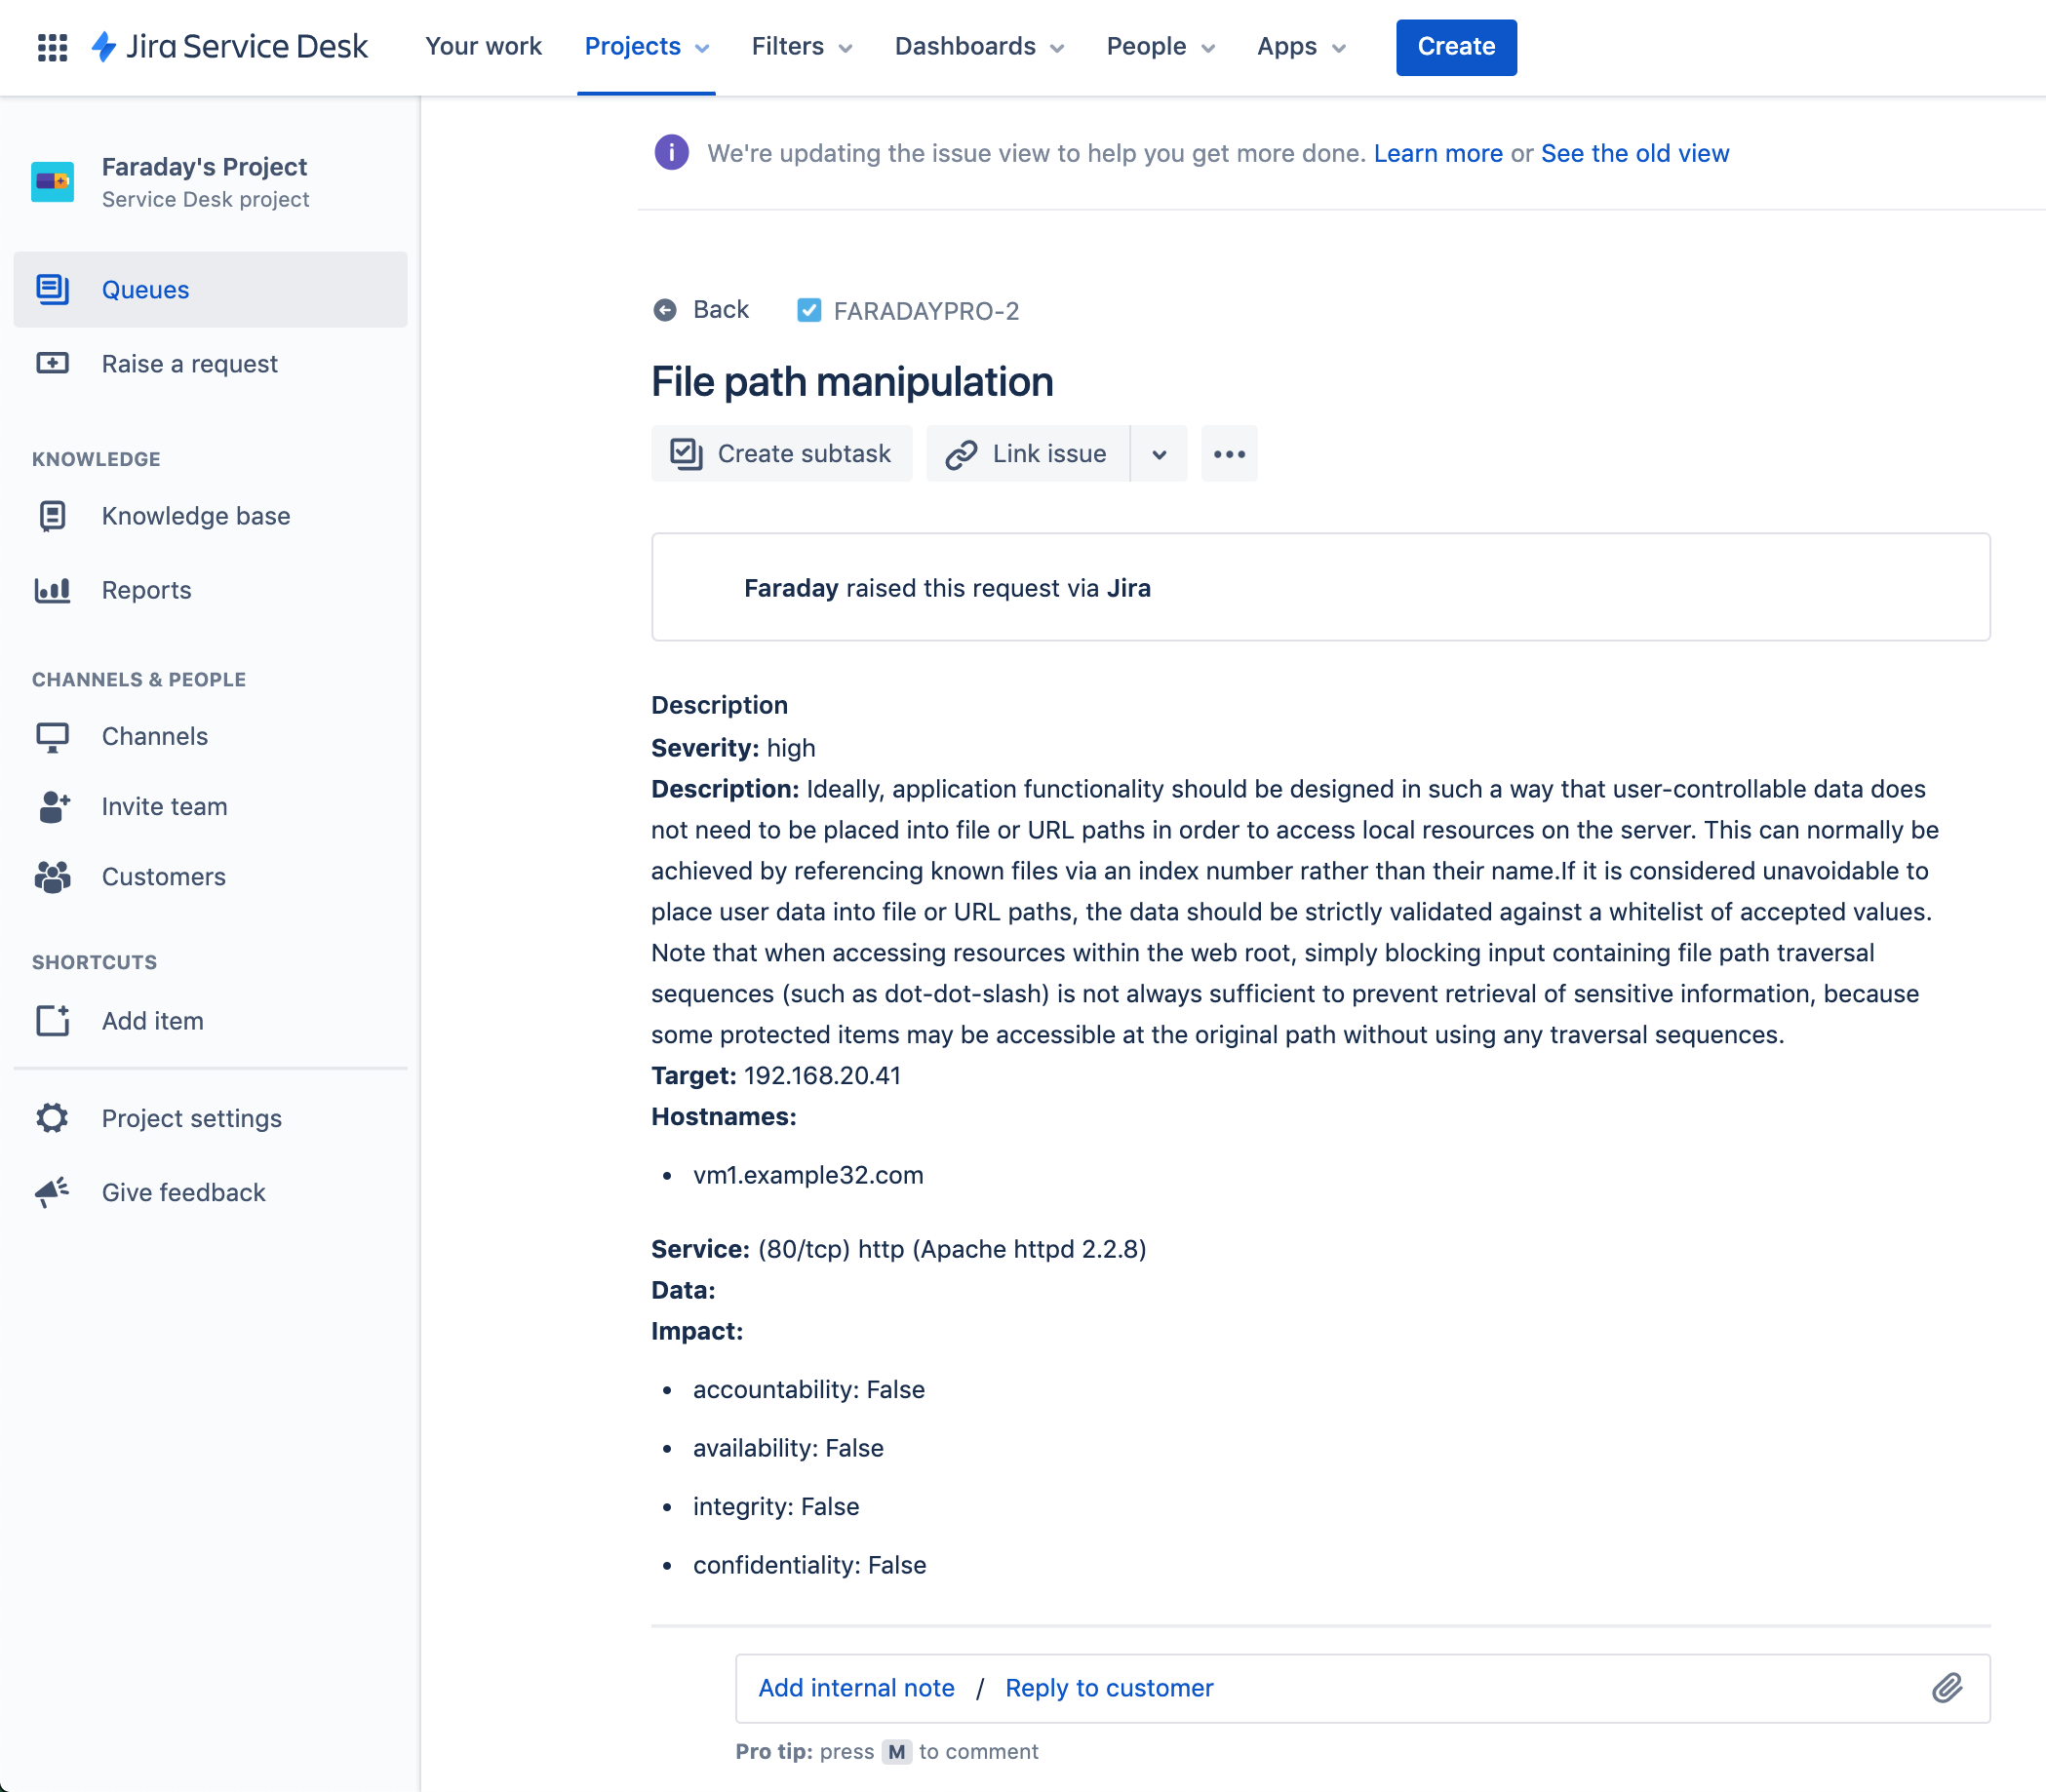 Jira Service Desk Your work Projects Filters Dashboards People Apps Create
Faraday's Project
Service Desk project
Queues
Raise a request
KNOWLEDGE
Knowledge base
Reports
CHANNELS & PEOPLE
Channels
Invite team
Customers
SHORTCUTS
Add item
Project settings
Give feedback
We're updating the issue view to help you get more done. Learn more or See the old view
Back FARADAYPRO-2
File path manipulation
Create subtask Link issue
Faraday raised this request via Jira
Description
Severity: high
Description: Ideally, application functionality should be designed in such a way that user-controllable data does
not need to be placed into file or URL paths in order to access local resources on the server. This can normally be
achieved by referencing known files via an index number rather than their name.If it is considered unavoidable to
place user data into file or URL paths, the data should be strictly validated against a whitelist of accepted values.
Note that when accessing resources within the web root, simply blocking input containing file path traversal
sequences (such as dot-dot-slash) is not always sufficient to prevent retrieval of sensitive information, because
some protected items may be accessible at the original path without using any traversal sequences.
Target: 192.168.20.41
Hostnames:
• vm1.example32.com
Service: (80/tcp) http (Apache httpd 2.2.8)
Data:
Impact:
• accountability: False
• availability: False
• integrity: False
• confidentiality: False
Add internal note / Reply to customer
Pro tip: press M to comment